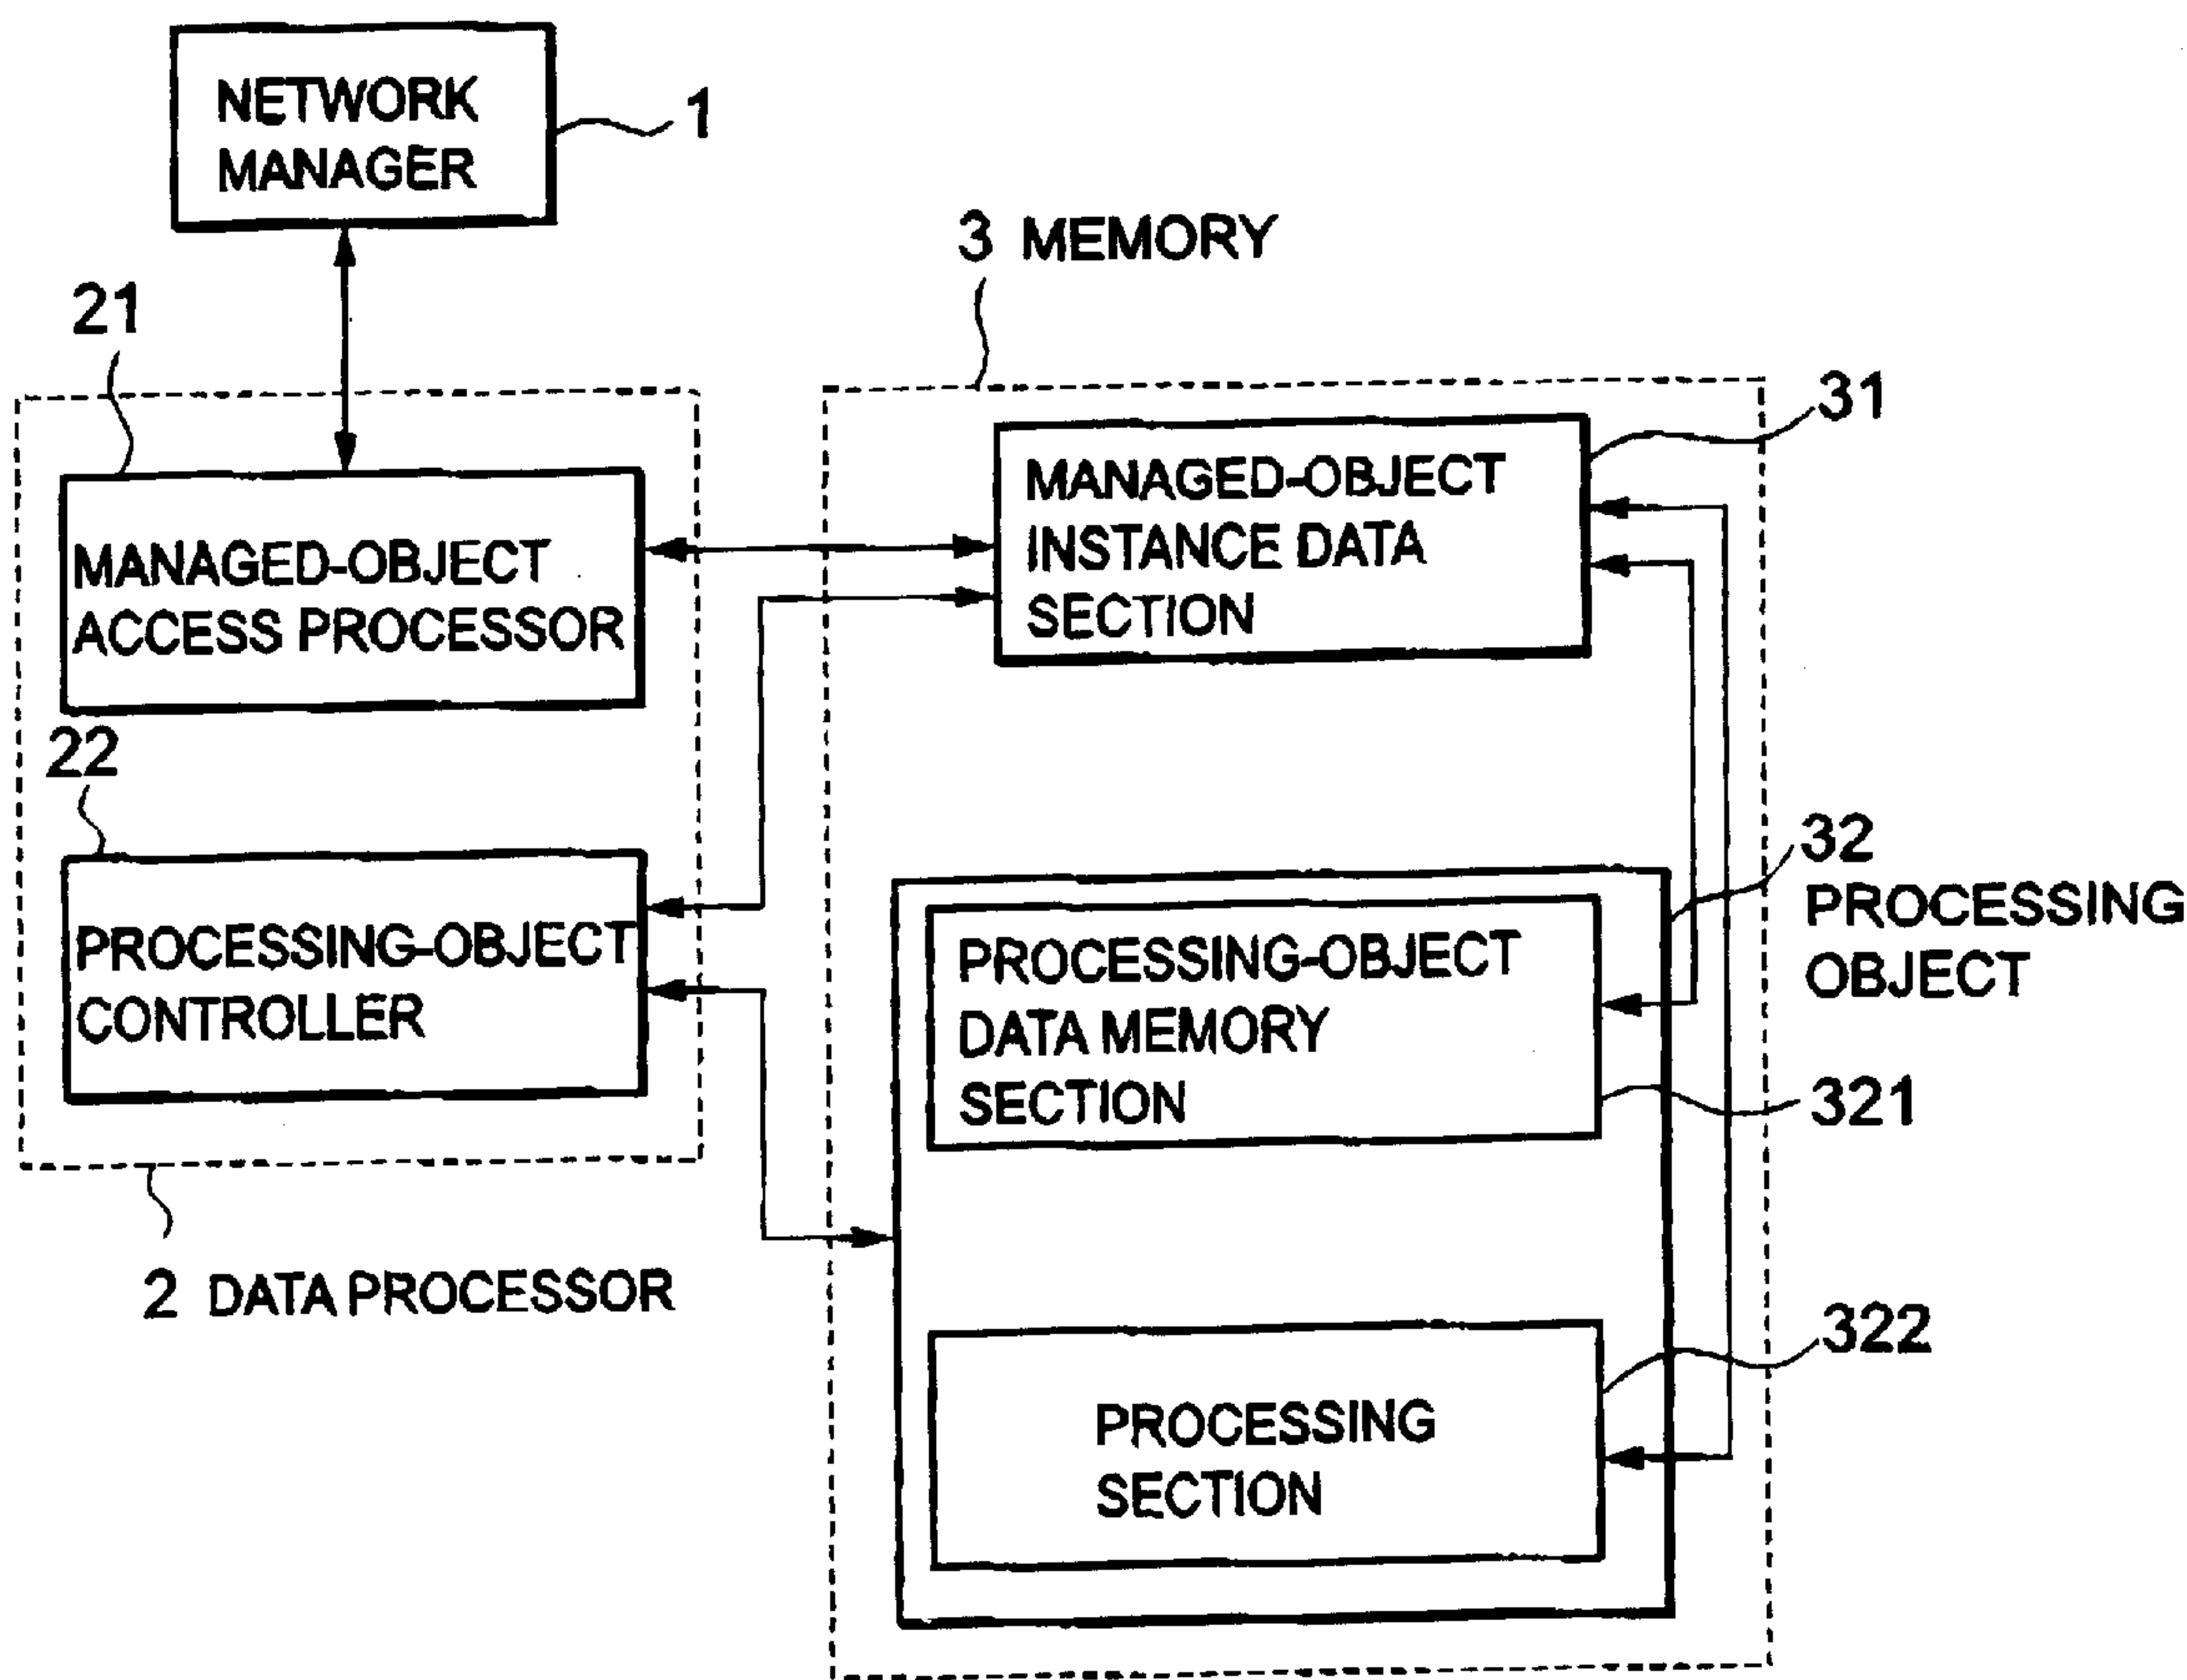 NETWORK
MANAGER
1
3 MEMORY
21
31
MANAGED-OBJECT
INSTANCE DATA
SECTION
MANAGED-OBJECT
ACCESS PROCESSOR
22
32
PROCESSING
OBJECT
PROCESSING-OBJECT
CONTROLLER
PROCESSING-OBJECT
DATA MEMORY
SECTION
321
2 DATA PROCESSOR
322
PROCESSING
SECTION